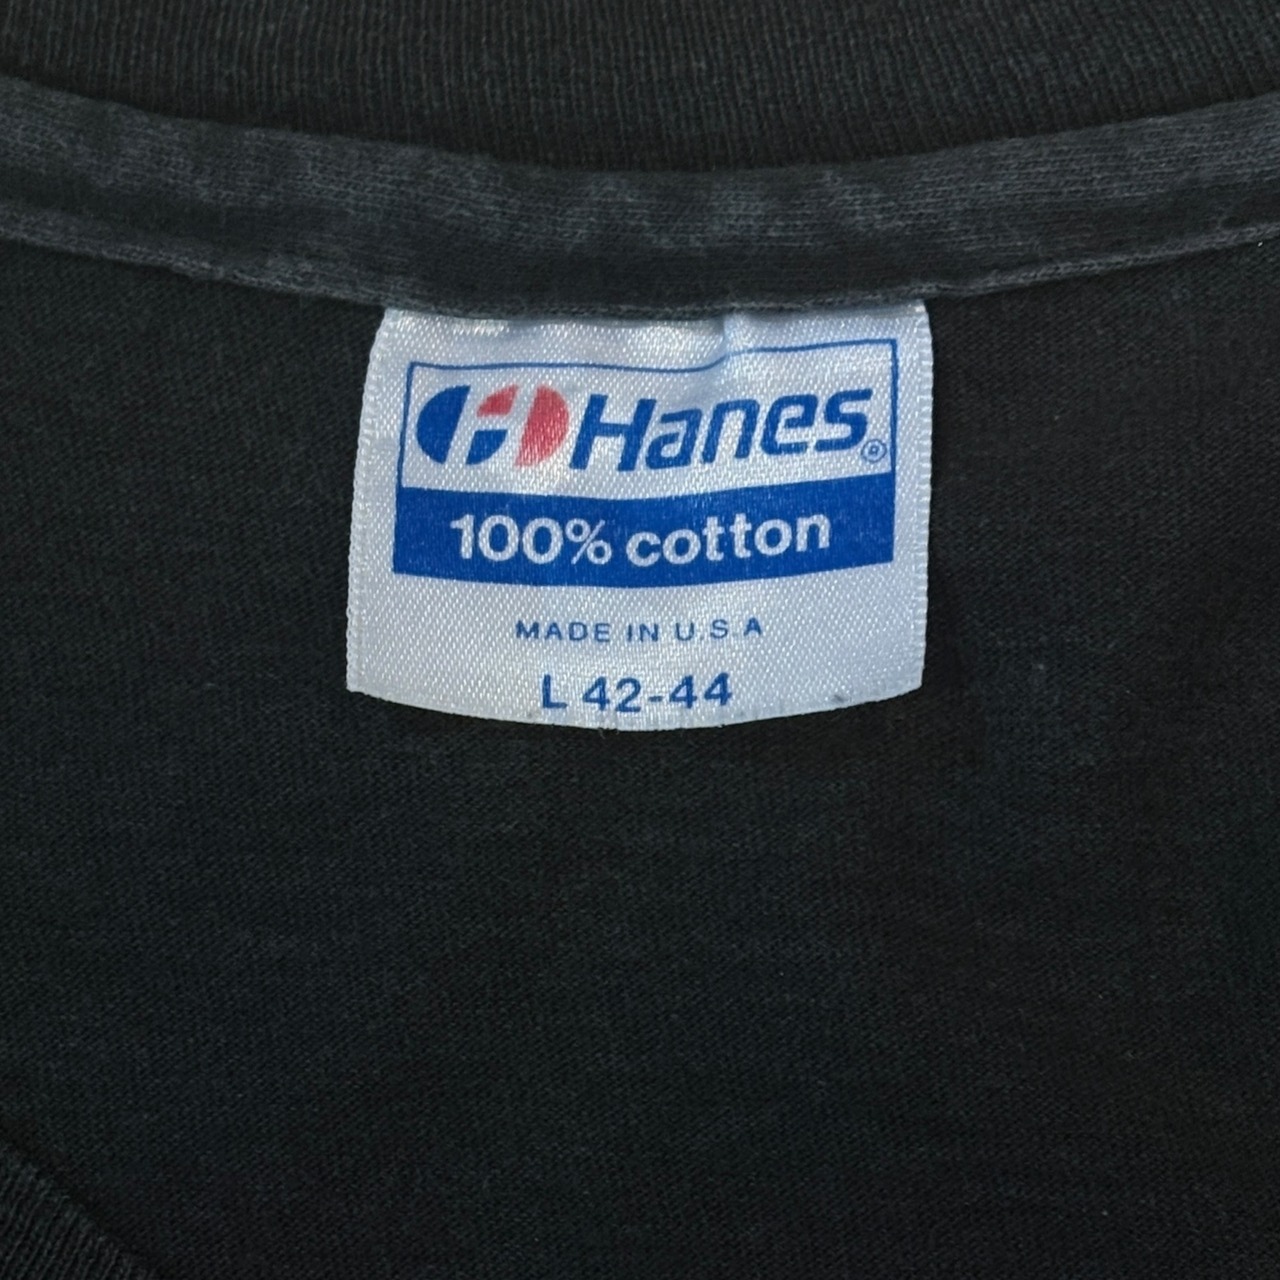 Hanes®
100% cotton
MADE IN U.S.A
L 42-44